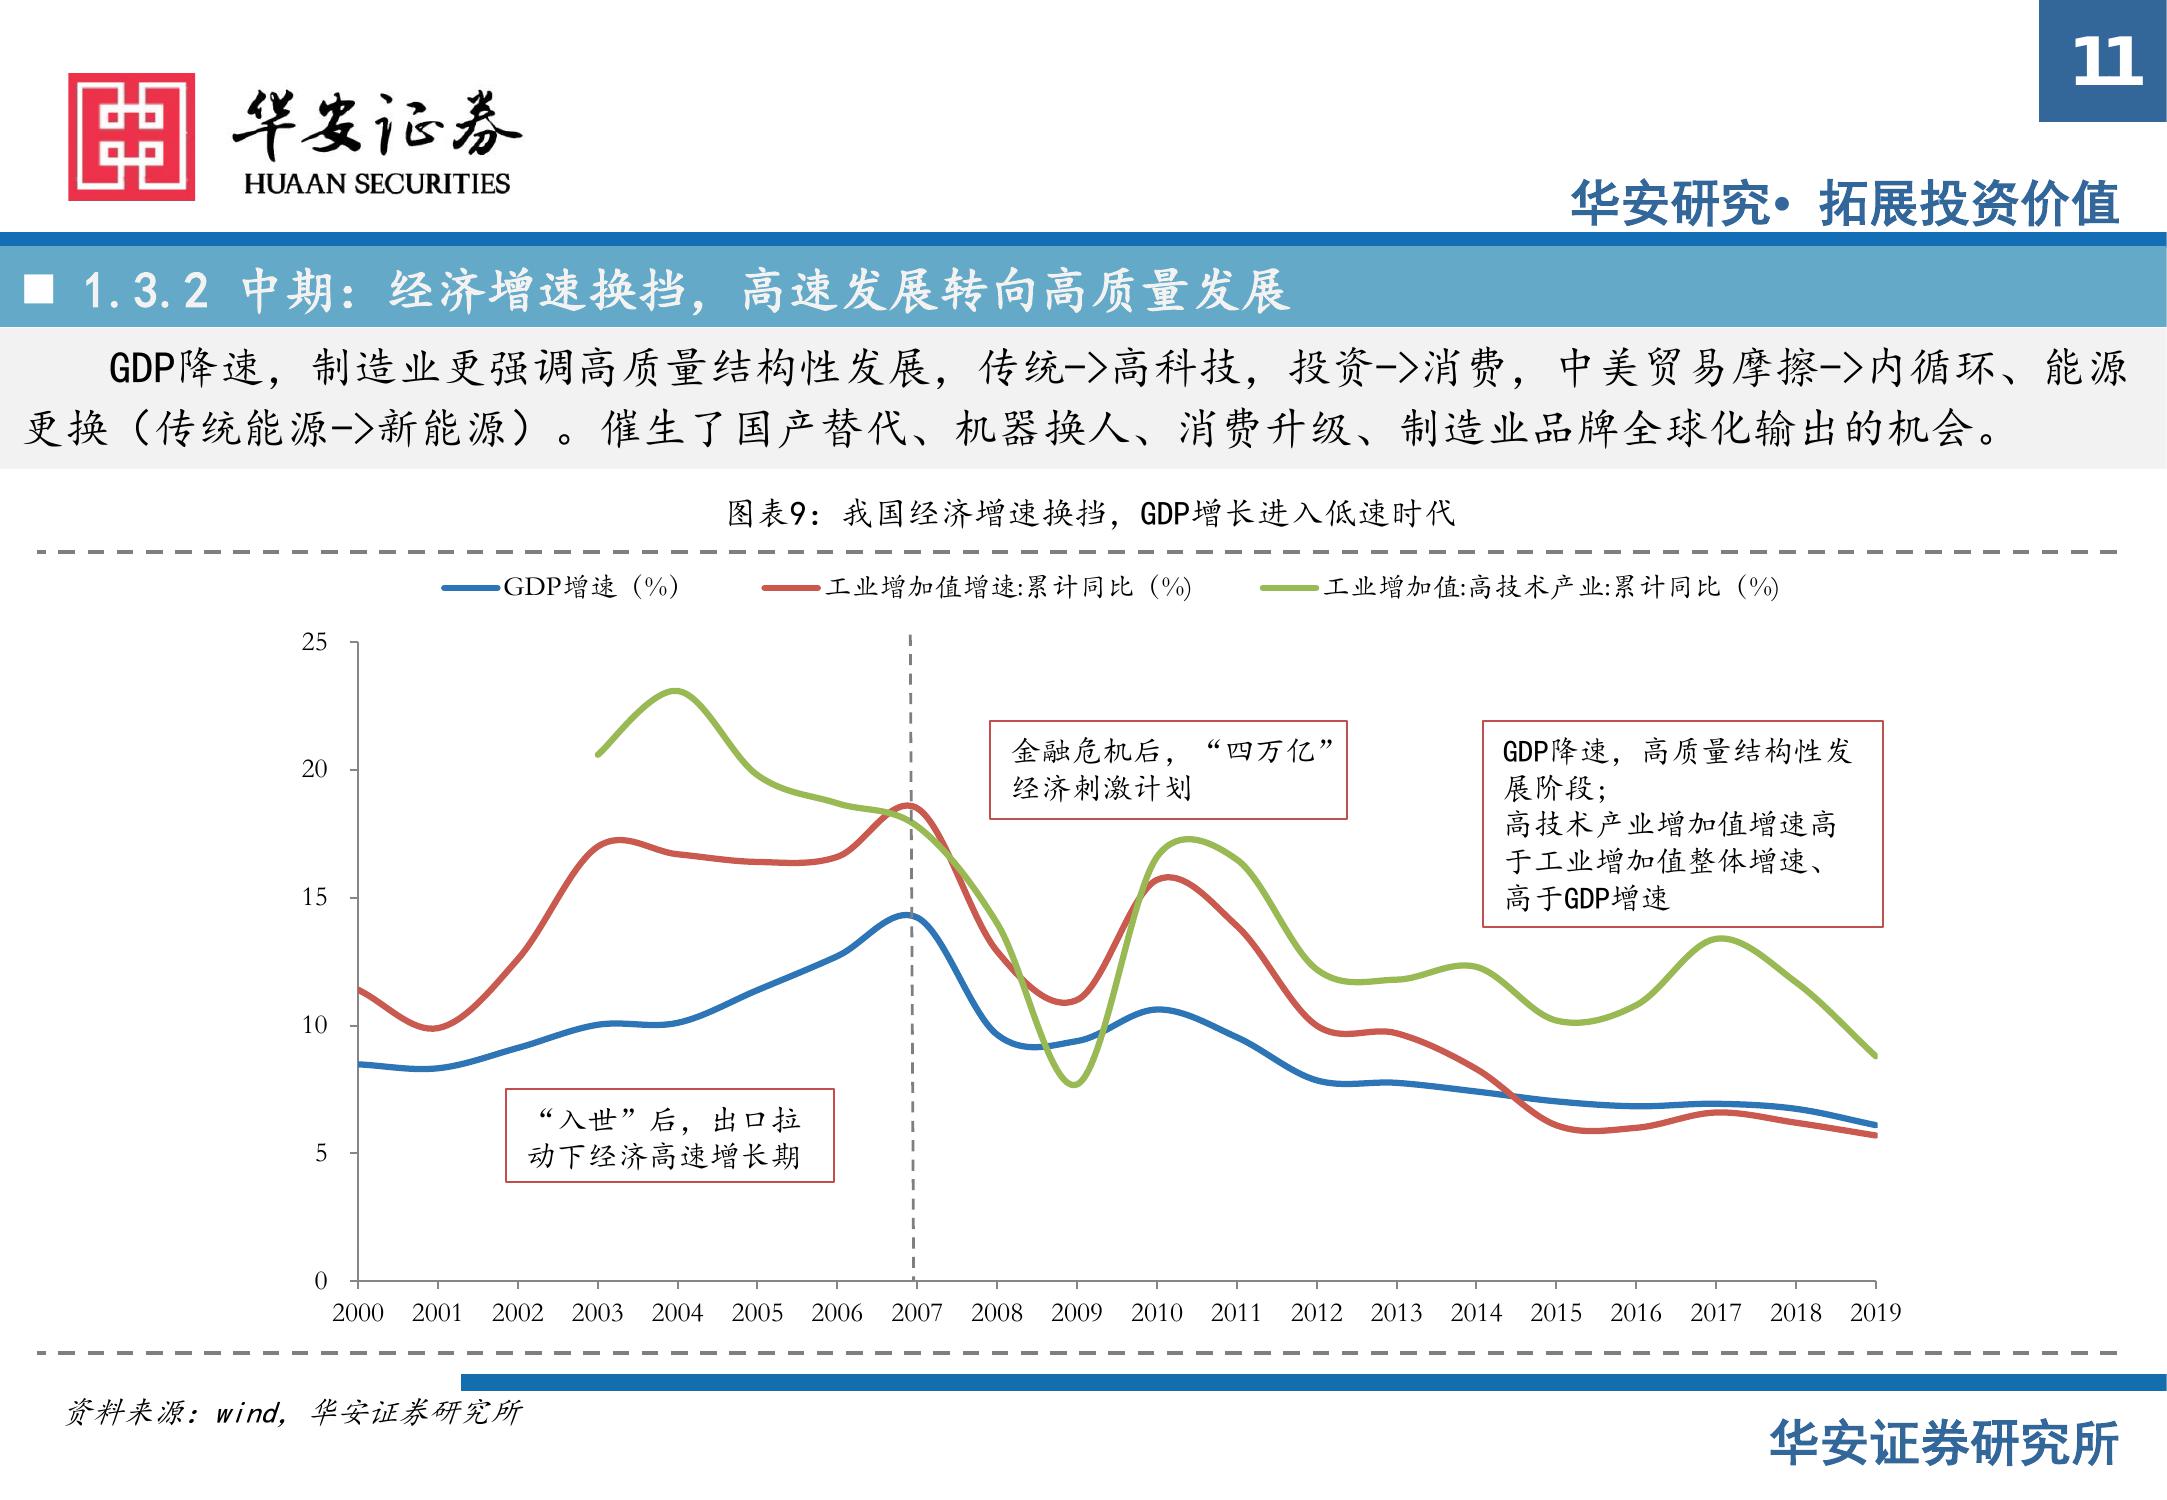 11
华安证券
HUAAN SECURITIES
华安研究• 拓展投资价值
■ 1.3.2 中期：经济增速换挡，高速发展转向高质量发展
GDP降速，制造业更强调高质量结构性发展，传统->高科技，投资->消费，中美贸易摩擦->内循环、能源
更换（传统能源->新能源）。催生了国产替代、机器换人、消费升级、制造业品牌全球化输出的机会。
图表9：我国经济增速换挡，GDP增长进入低速时代
GDP增速（%） 工业增加值增速:累计同比（%） 工业增加值:高技术产业:累计同比（%）
25
20
15
10
5
0
金融危机后，“四万亿”
经济刺激计划
GDP降速，高质量结构性发
展阶段；
高技术产业增加值增速高
于工业增加值整体增速、
高于GDP增速
“入世”后，出口拉
动下经济高速增长期
2000 2001 2002 2003 2004 2005 2006 2007 2008 2009 2010 2011 2012 2013 2014 2015 2016 2017 2018 2019
资料来源：wind，华安证券研究所
华安证券研究所